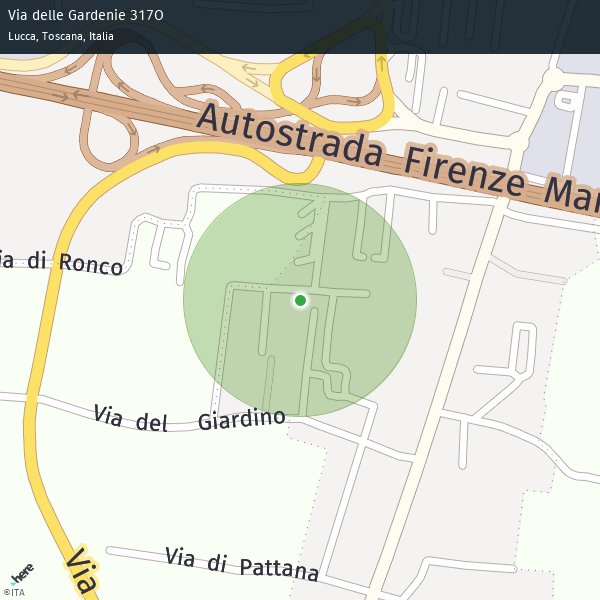 Via delle Gardenie 317O
Lucca, Toscana, Italia
Autostrada Firenze Mar
ia di Ronco
Via del Giardino
Via di Pattana
Via
here
©ITA